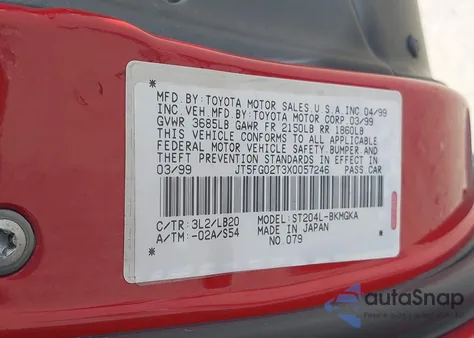 MFD. BY: TOYOTA MOTOR SALES, U.S.A., INC. 04/99
INC. VEH. MFD. BY: TOYOTA MOTOR CORP. 03/99
GVWR 3685LB GAWR FR 2150LB RR 1860LB
THIS VEHICLE CONFORMS TO ALL APPLICABLE
FEDERAL MOTOR VEHICLE SAFETY, BUMPER, AND
THEFT PREVENTION STANDARDS IN EFFECT ON
03/99 JT5FG02T3X0057246 PASS. CAR
C/TR: 3L2/LB20 MODEL: ST204L-BKMGKA
A/TM: -02A/S54 MADE IN JAPAN
NO. 079
autoSnap
www.autosnap